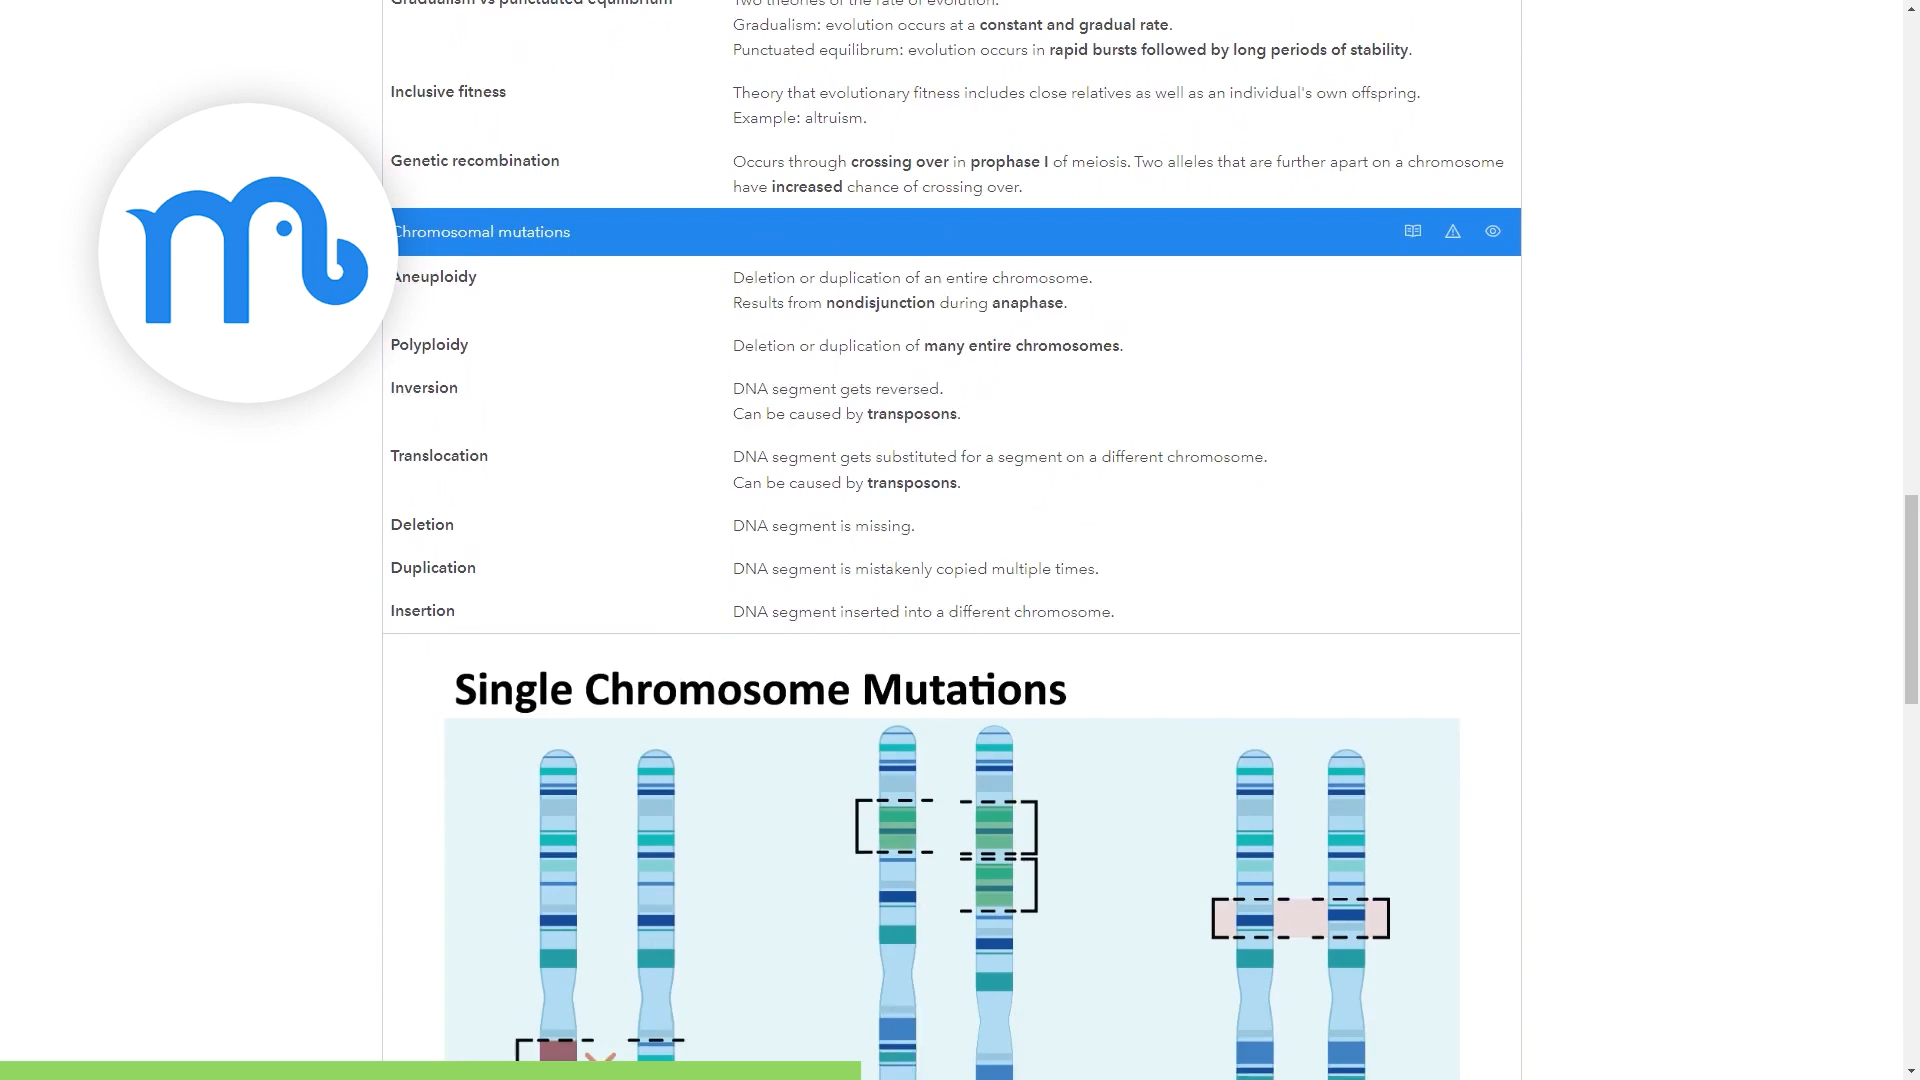 Gradualism vs punctuated equilibrium
Two theories of the rate of evolution.
Gradualism: evolution occurs at a constant and gradual rate.
Punctuated equilibrum: evolution occurs in rapid bursts followed by long periods of stability.
Inclusive fitness
Theory that evolutionary fitness includes close relatives as well as an individual's own offspring.
Example: altruism.
Genetic recombination
Occurs through crossing over in prophase I of meiosis. Two alleles that are further apart on a chromosome
have increased chance of crossing over.
Chromosomal mutations
Aneuploidy
Deletion or duplication of an entire chromosome.
Results from nondisjunction during anaphase.
Polyploidy
Deletion or duplication of many entire chromosomes.
Inversion
DNA segment gets reversed.
Can be caused by transposons.
Translocation
DNA segment gets substituted for a segment on a different chromosome.
Can be caused by transposons.
Deletion
DNA segment is missing.
Duplication
DNA segment is mistakenly copied multiple times.
Insertion
DNA segment inserted into a different chromosome.
Single Chromosome Mutations